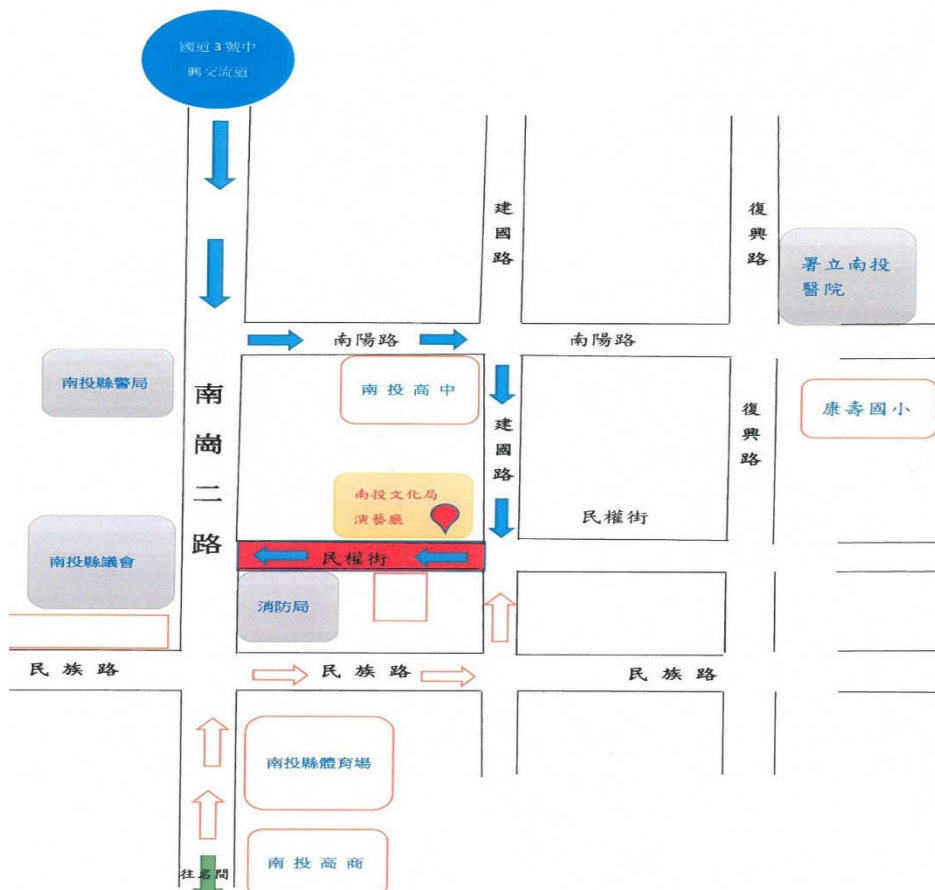 國道 3 號中
興交流道
建國路
復興路
署立南投
醫院
南陽路
南陽路
南投縣警局
南投高中
康壽國小
南崗二路
建國路
復興路
南投文化局
演藝廳
民權街
民權街
南投縣議會
消防局
民族路
民族路
民族路
南投縣體育場
南投高商
往名間